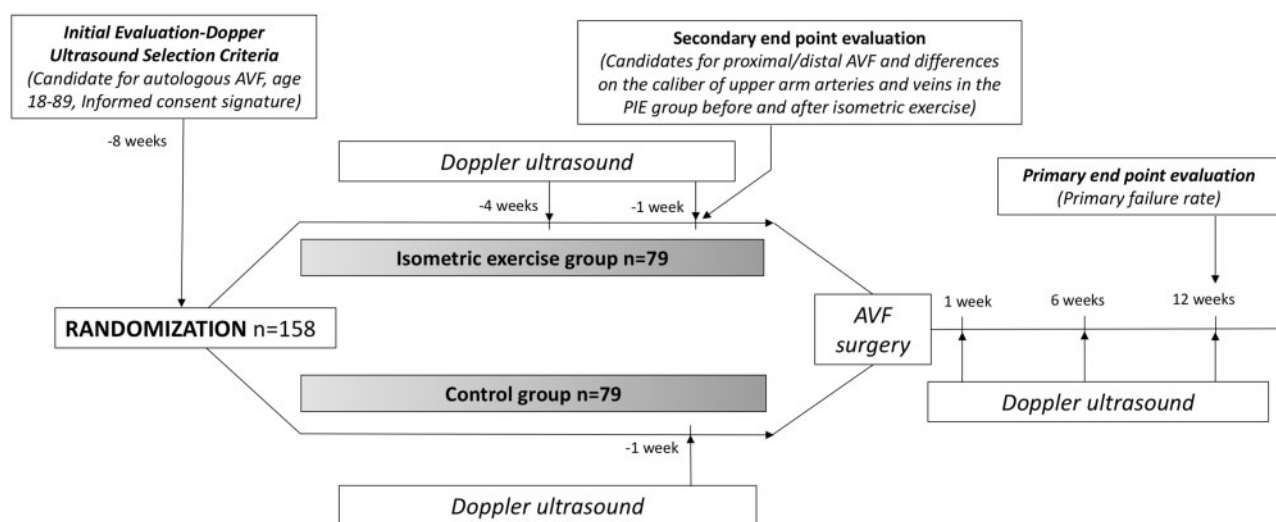 Initial Evaluation-Dopper
Ultrasound Selection Criteria
(Candidate for autologous AVF, age
18-89, Informed consent signature)
-8 weeks
Secondary end point evaluation
(Candidates for proximal/distal AVF and differences
on the caliber of upper arm arteries and veins in the
PIE group before and after isometric exercise)
Doppler ultrasound
-4 weeks
-1 week
Primary end point evaluation
(Primary failure rate)
Isometric exercise group n=79
RANDOMIZATION n=158
AVF
surgery
1 week
6 weeks
12 weeks
Control group n=79
Doppler ultrasound
-1 week
Doppler ultrasound